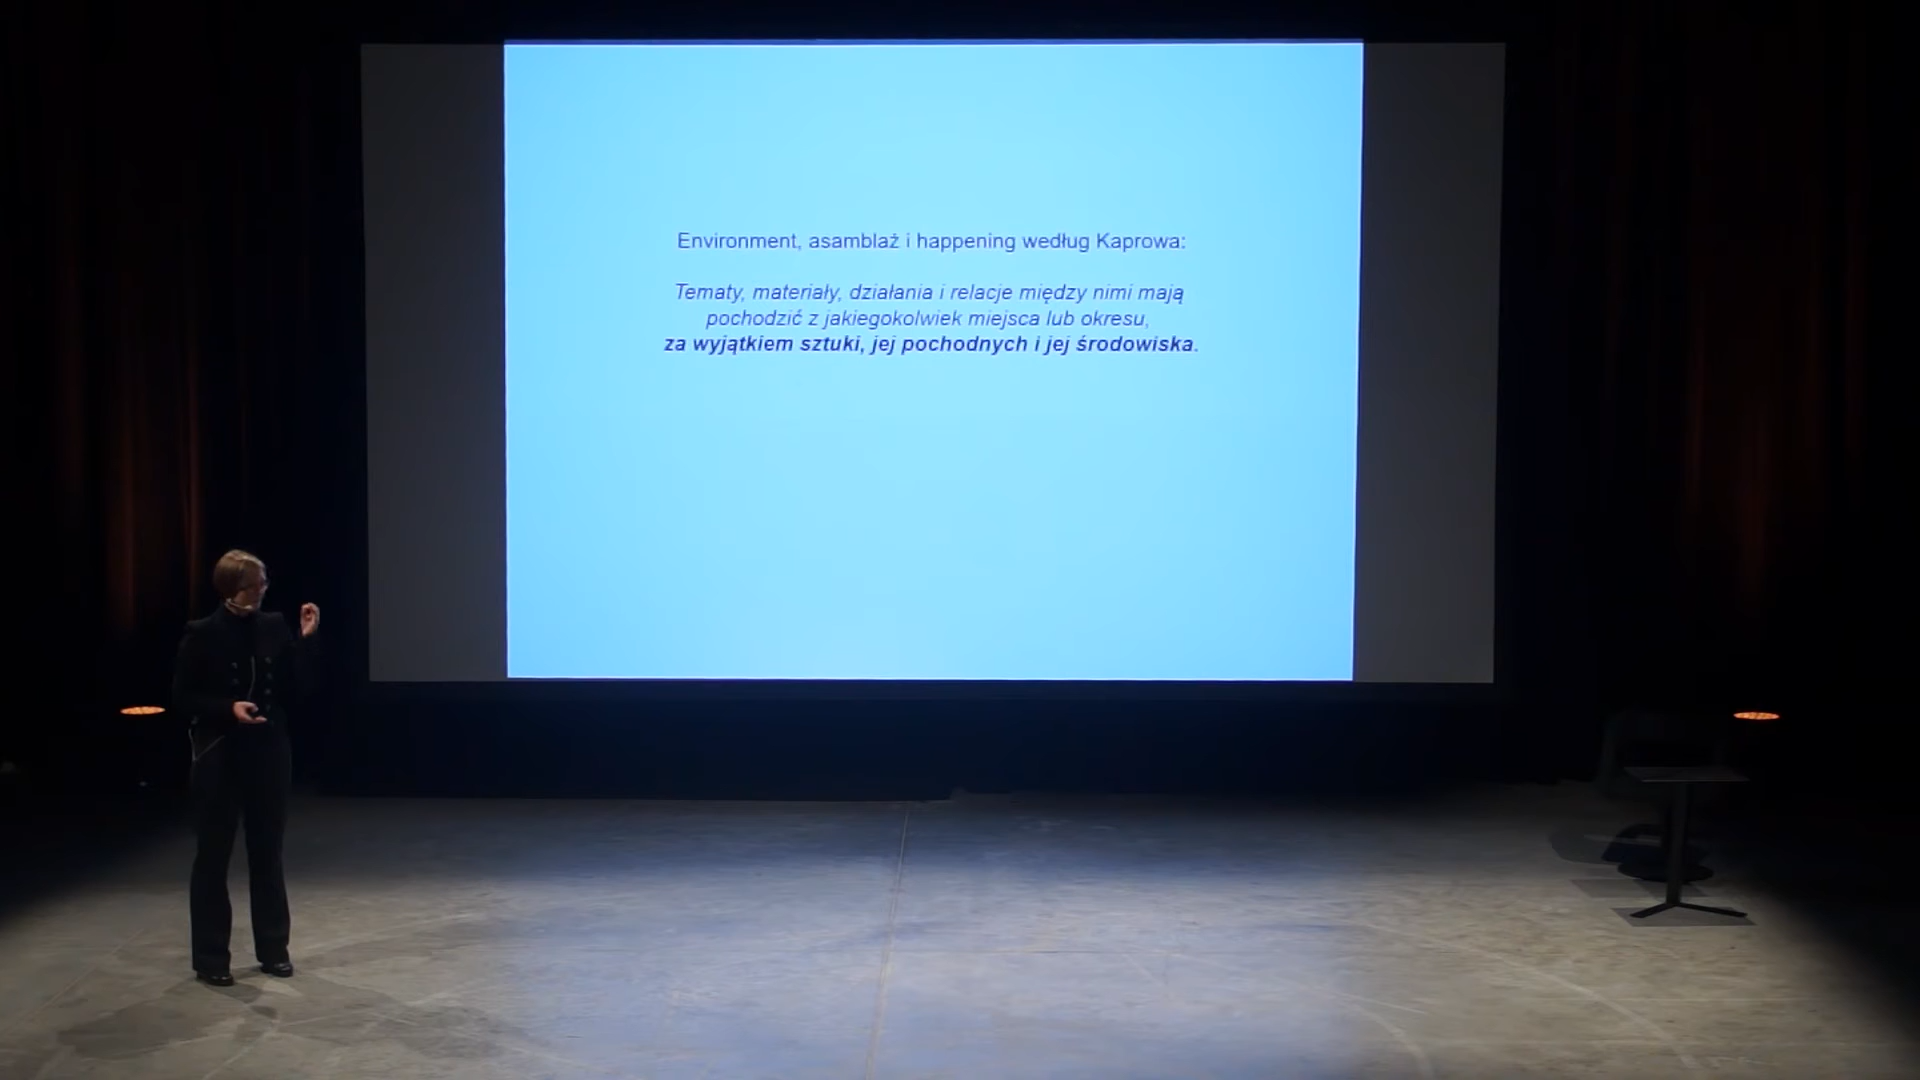 Environment, asamblaż i happening według Kaprowa:
Tematy, materiały, działania i relacje między nimi mają
pochodzić z jakiegokolwiek miejsca lub okresu,
za wyjątkiem sztuki, jej pochodnych i jej środowiska.